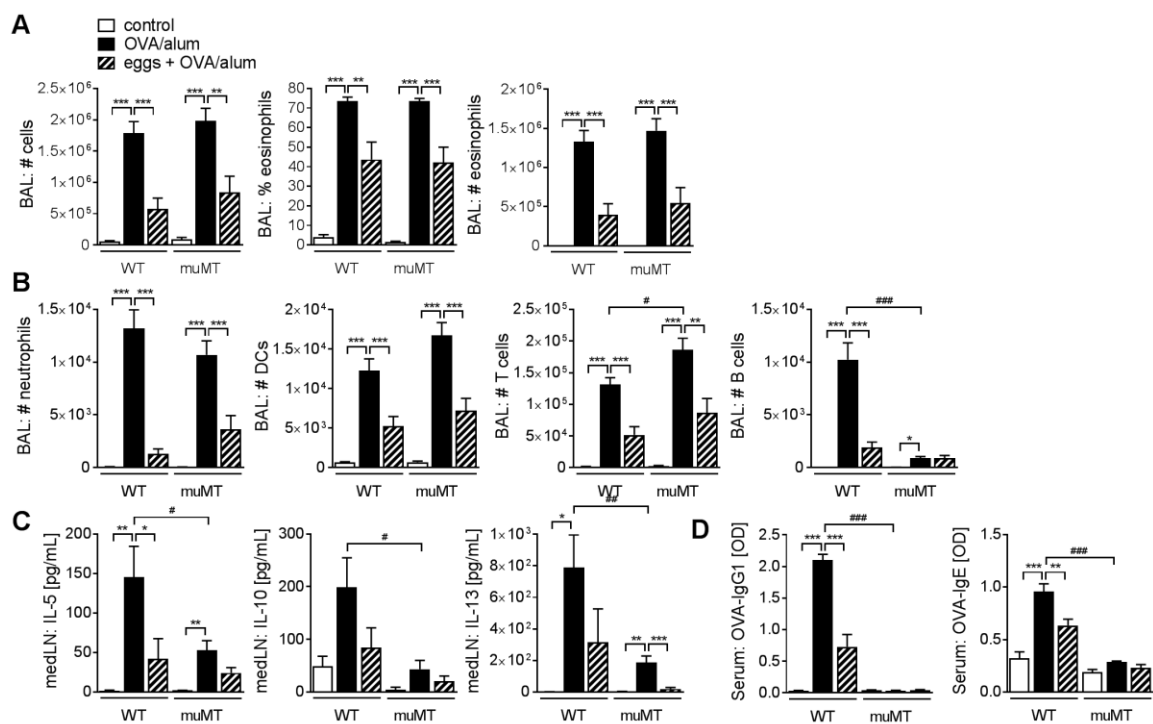 A
control
OVA/alum
eggs + OVA/alum
BAL: # cells
2.5×10⁶
2×10⁶
1.5×10⁶
1×10⁶
5×10⁵
0
*** ***
*** **
WT
muMT
BAL: % eosinophils
80
70
60
50
40
30
20
10
0
*** **
*** ***
WT
muMT
BAL: # eosinophils
2×10⁶
1.5×10⁶
1×10⁶
5×10⁵
0
*** ***
*** ***
WT
muMT
B
BAL: # neutrophils
1.5×10⁴
1×10⁴
5×10³
0
*** ***
*** ***
WT
muMT
BAL: # DCs
2×10⁴
1.5×10⁴
1×10⁴
5×10³
0
*** ***
*** ***
WT
muMT
BAL: # T cells
2.5×10⁵
2×10⁵
1.5×10⁵
1×10⁵
5×10⁴
0
#
*** ***
*** **
WT
muMT
BAL: # B cells
1.5×10⁴
1×10⁴
5×10³
0
###
*** ***
*
WT
muMT
C
medLN: IL-5 [pg/mL]
200
150
100
50
0
#
** *
**
WT
muMT
medLN: IL-10 [pg/mL]
300
200
100
0
#
WT
muMT
medLN: IL-13 [pg/mL]
1×10³
8×10²
6×10²
4×10²
2×10²
0
##
*
** ***
WT
muMT
D
Serum: OVA-IgG1 [OD]
2.5
2.0
1.5
1.0
0.5
0.0
###
*** ***
WT
muMT
Serum: OVA-IgE [OD]
1.5
1.0
0.5
0.0
###
*** **
WT
muMT